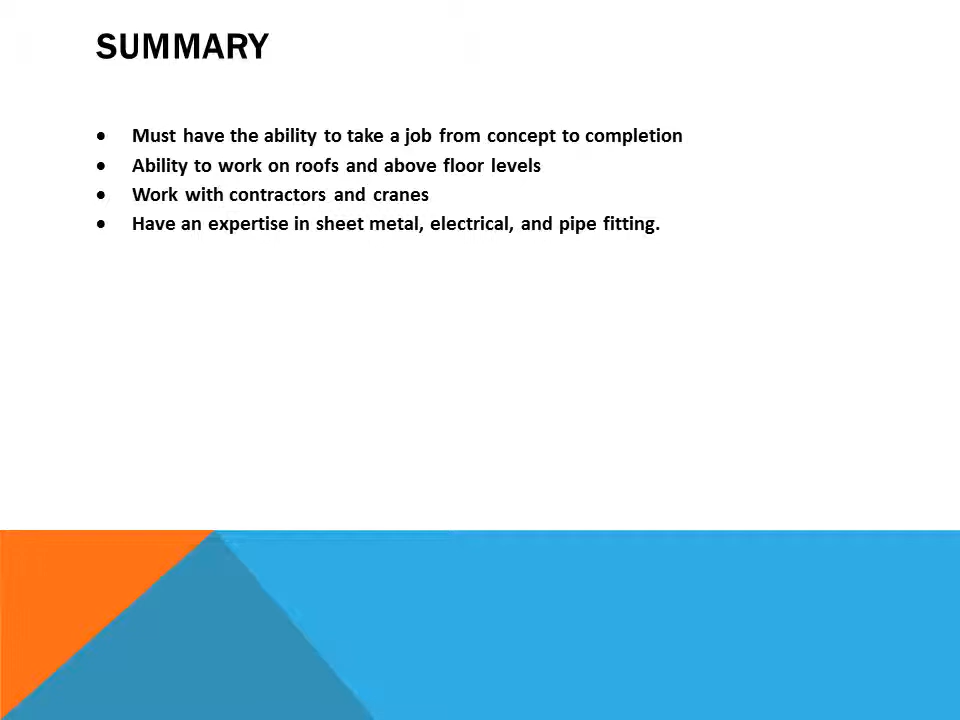 SUMMARY
• Must have the ability to take a job from concept to completion
• Ability to work on roofs and above floor levels
• Work with contractors and cranes
• Have an expertise in sheet metal, electrical, and pipe fitting.